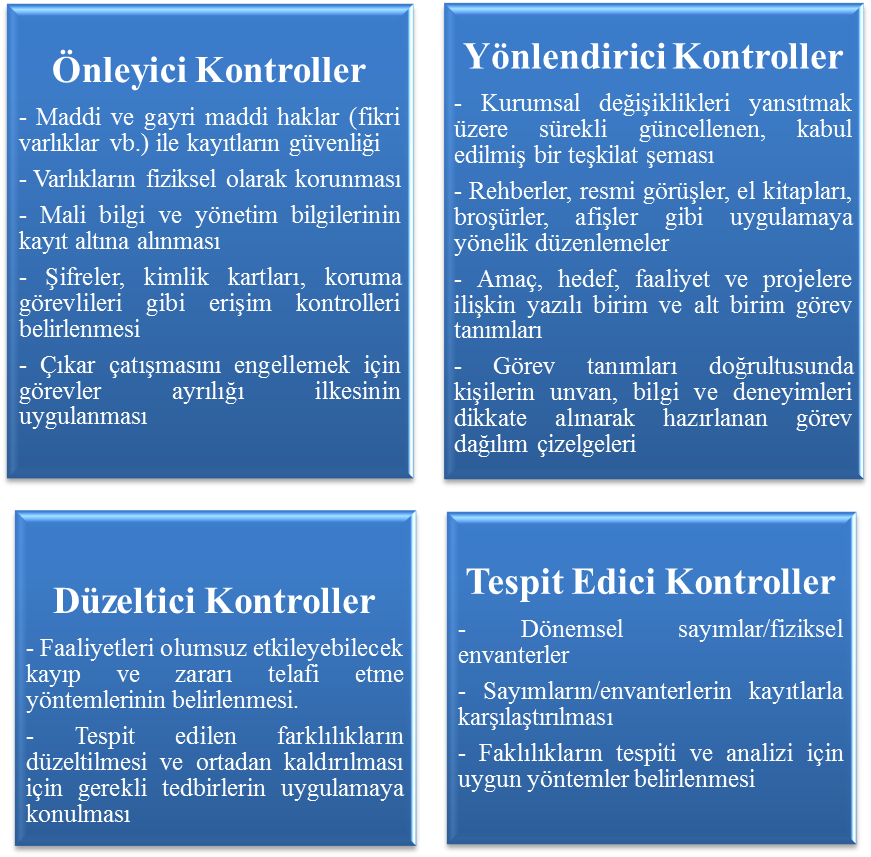 Önleyici Kontroller
- Maddi ve gayri maddi haklar (fikri
varlıklar vb.) ile kayıtların güvenliği
- Varlıkların fiziksel olarak korunması
- Mali bilgi ve yönetim bilgilerinin
kayıt altına alınması
- Şifreler, kimlik kartları, koruma
görevlileri gibi erişim kontrolleri
belirlenmesi
- Çıkar çatışmasını engellemek için
görevler ayrılığı ilkesinin
uygulanması
Yönlendirici Kontroller
- Kurumsal değişiklikleri yansıtmak
üzere sürekli güncellenen, kabul
edilmiş bir teşkilat şeması
- Rehberler, resmi görüşler, el kitapları,
broşürler, afişler gibi uygulamaya
yönelik düzenlemeler
- Amaç, hedef, faaliyet ve projelere
ilişkin yazılı birim ve alt birim görev
tanımları
- Görev tanımları doğrultusunda
kişilerin unvan, bilgi ve deneyimleri
dikkate alınarak hazırlanan görev
dağılım çizelgeleri
Düzeltici Kontroller
- Faaliyetleri olumsuz etkileyebilecek
kayıp ve zararı telafi etme
yöntemlerinin belirlenmesi.
- Tespit edilen farklılıkların
düzeltilmesi ve ortadan kaldırılması
için gerekli tedbirlerin uygulamaya
konulması
Tespit Edici Kontroller
- Dönemsel sayımlar/fiziksel
envanterler
- Sayımların/envanterlerin kayıtlarla
karşılaştırılması
- Faklılıkların tespiti ve analizi için
uygun yöntemler belirlenmesi